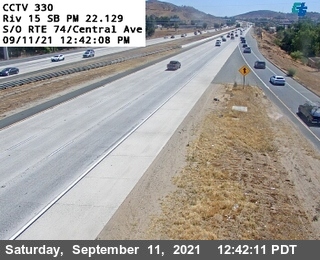 CCTV 330
Riv 15 SB PM 22.129
S/O RTE 74/Central Ave
09/11/21 12:42:08 PM
Saturday, September 11, 2021 12:42:11 PDT